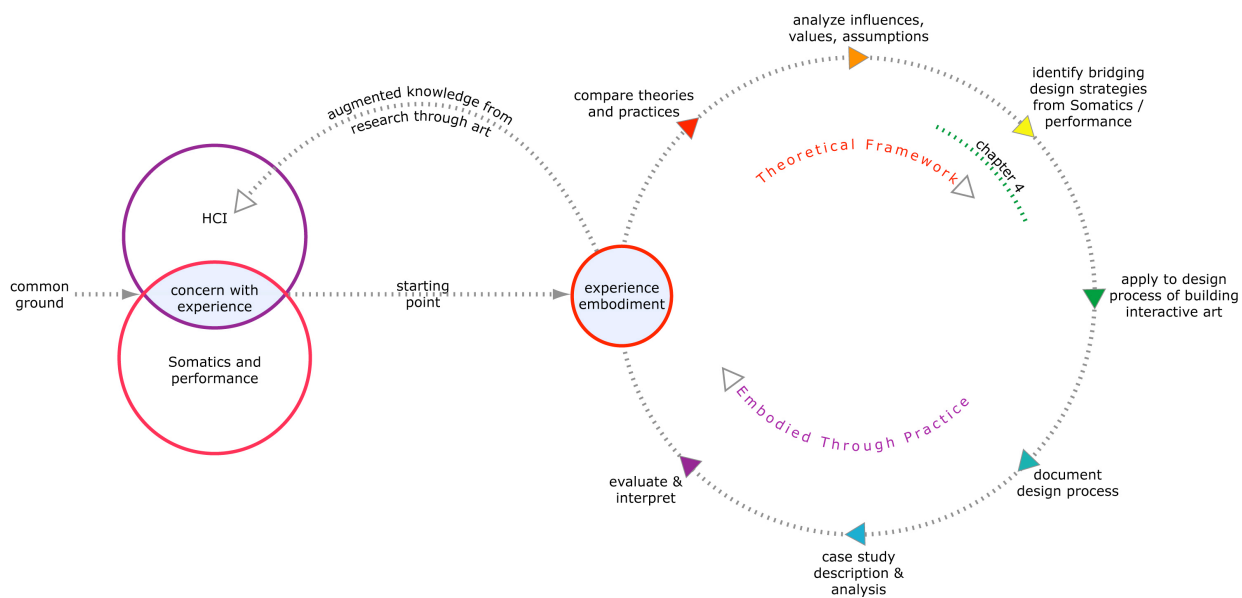 common
ground
HCI
concern with
experience
Somatics and
performance
augmented knowledge from
research through art
starting
point
experience
embodiment
compare theories
and practices
analyze influences,
values, assumptions
identify bridging
design strategies
from Somatics /
performance
Theoretical Framework
chapter 4
apply to design
process of building
interactive art
Embodied Through Practice
document
design process
case study
description &
analysis
evaluate &
interpret